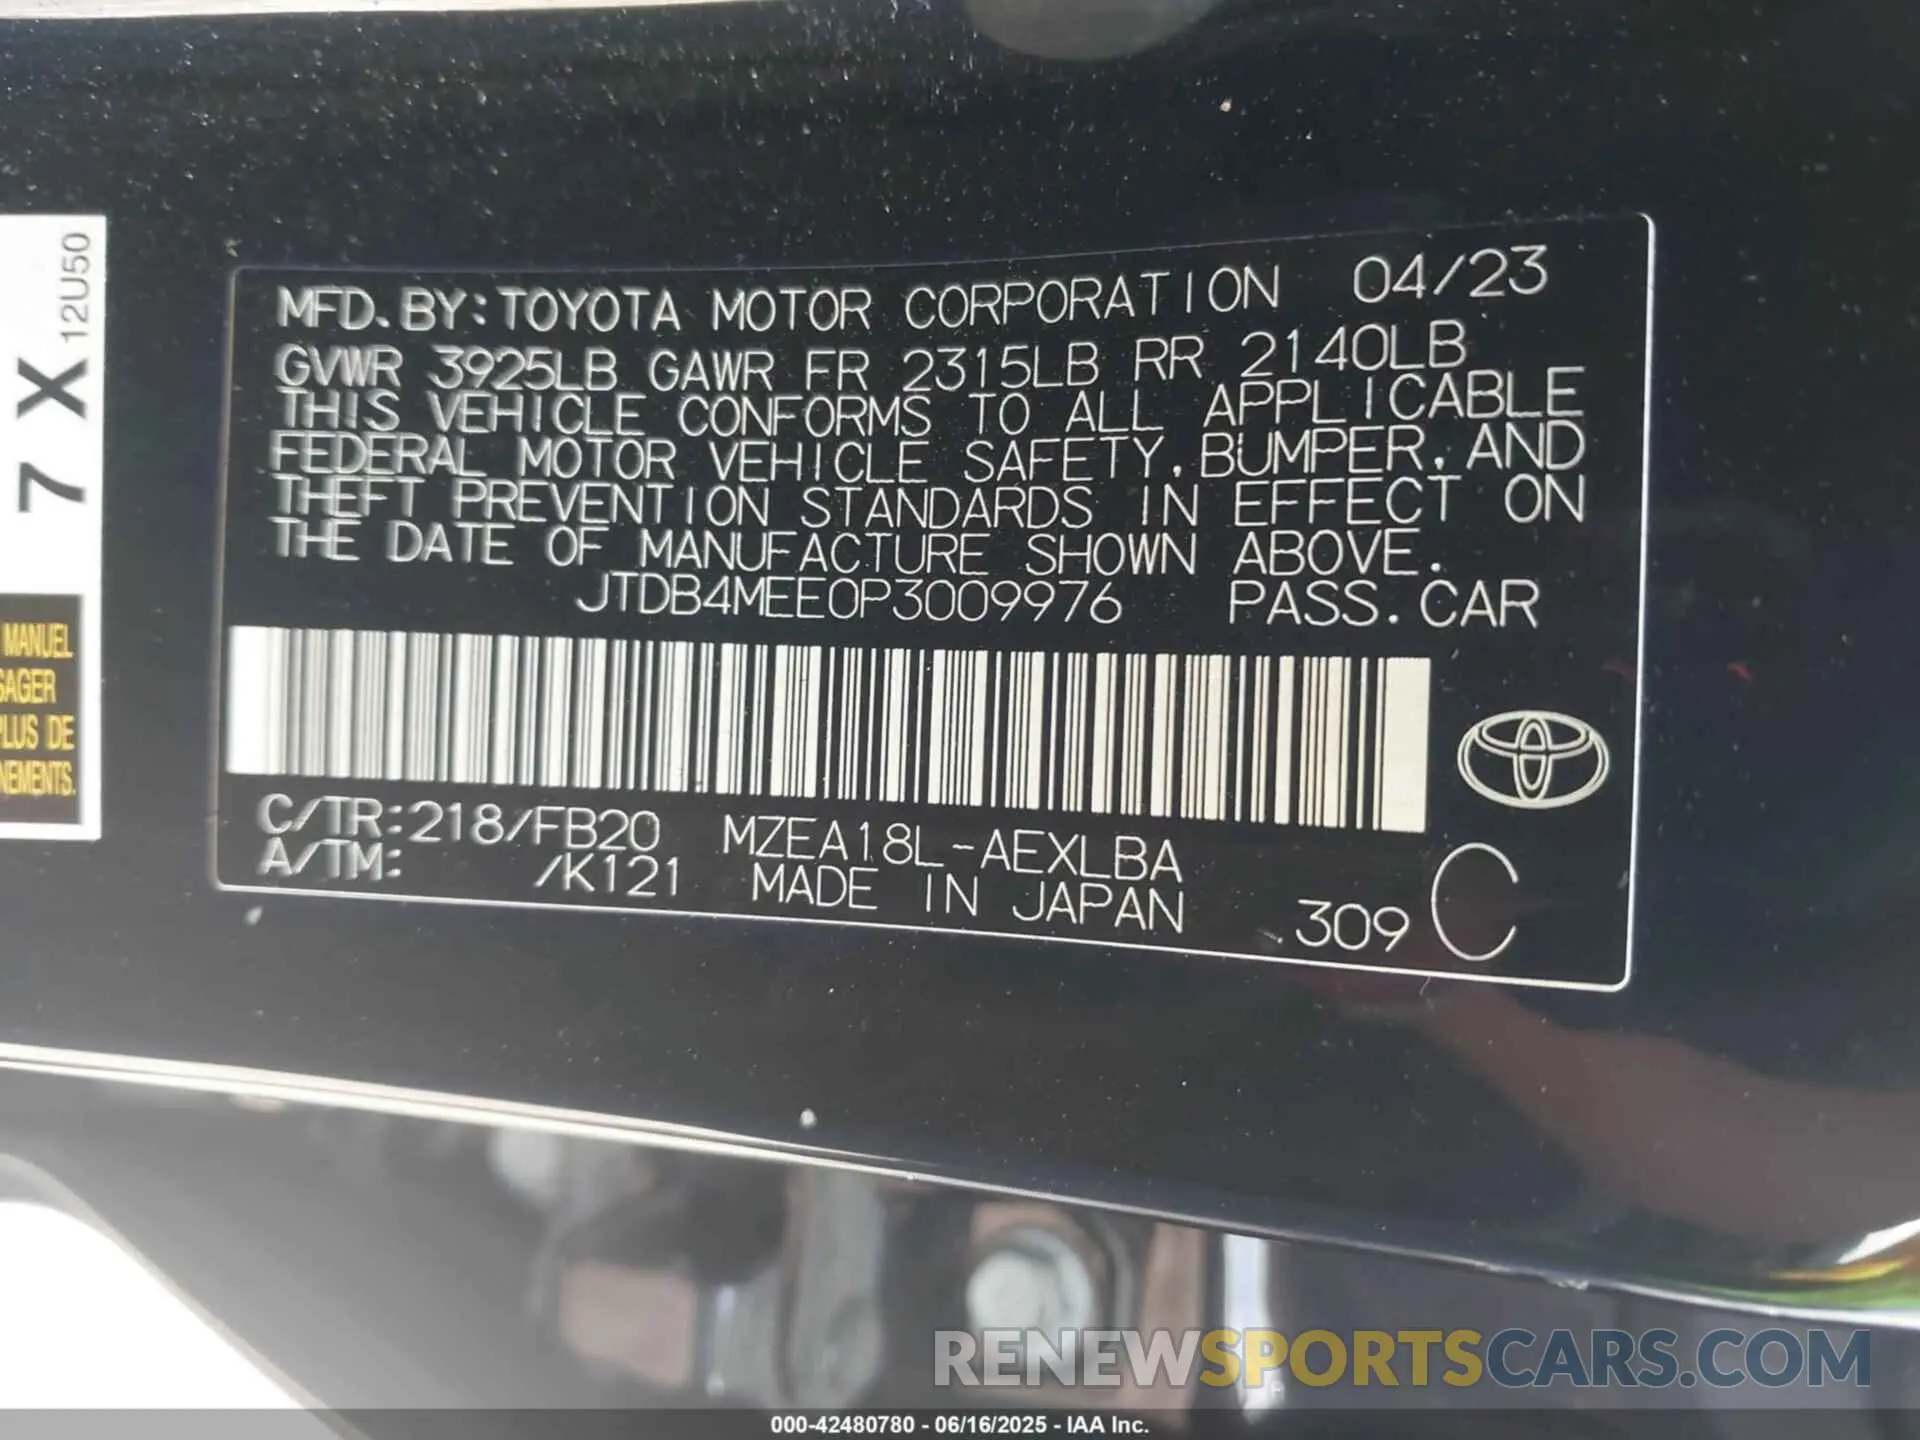 MFD. BY: TOYOTA MOTOR CORPORATION 04/23
GVWR 3925LB GAWR FR 2315LB RR 2140LB
THIS VEHICLE CONFORMS TO ALL APPLICABLE
FEDERAL MOTOR VEHICLE SAFETY, BUMPER, AND
THEFT PREVENTION STANDARDS IN EFFECT ON
THE DATE OF MANUFACTURE SHOWN ABOVE.
JTDB4MEE0P3009976 PASS. CAR
C/TR:218/FB20 MZEA18L-AEXLBA
A/TM: /K121 MADE IN JAPAN
309 C
7 X
12U50
MANUEL
SAGER
PLUS DE
NEMENTS.
RENEWSPORTSCARS.COM
000-42480780 - 06/16/2025 - IAA Inc.